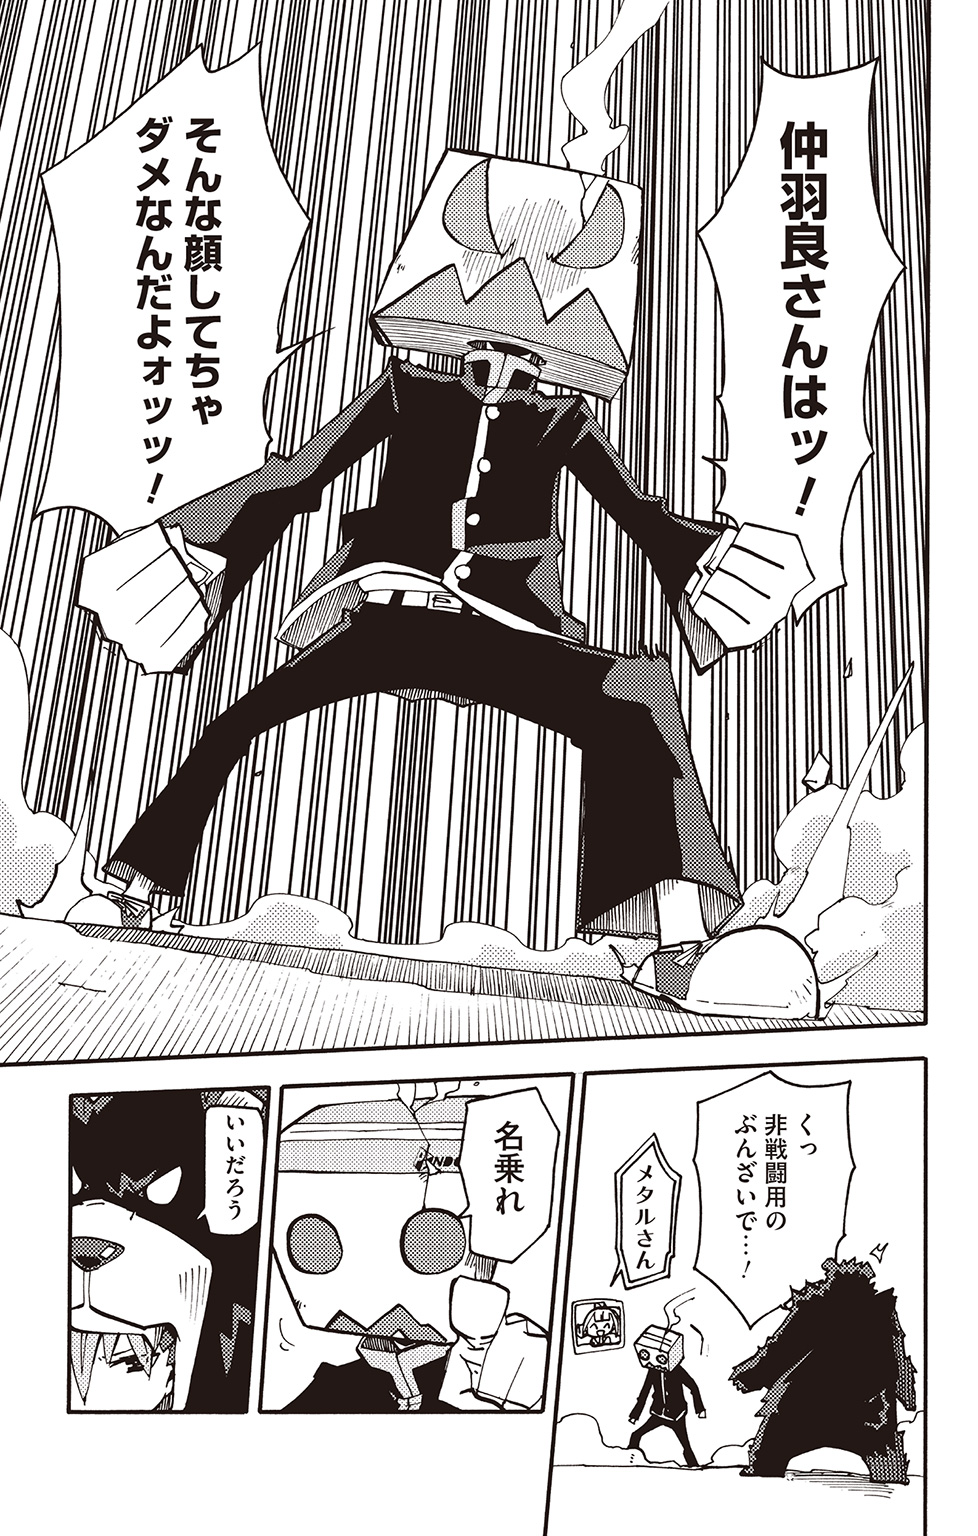 仲羽良さんはッ!
そんな顔してちゃ
ダメなんだよォッッ!
くっ
非戦闘用の
ぶんざいで…!
メタルさん
名乗れ
いいだろう